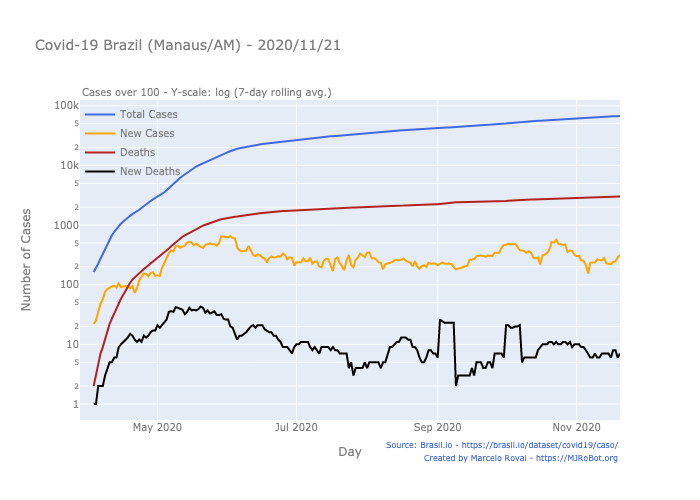 Covid-19 Brazil (Manaus/AM) - 2020/11/21
Cases over 100 - Y-scale: log (7-day rolling avg.)
Total Cases
New Cases
Deaths
New Deaths
Number of Cases
100k
5
2
10k
5
2
1000
5
2
100
5
2
10
5
2
1
May 2020
Jul 2020
Sep 2020
Nov 2020
Day
Source: Brasil.io - https://brasil.io/dataset/covid19/caso/
Created by Marcelo Rovai - https://MJRoBot.org